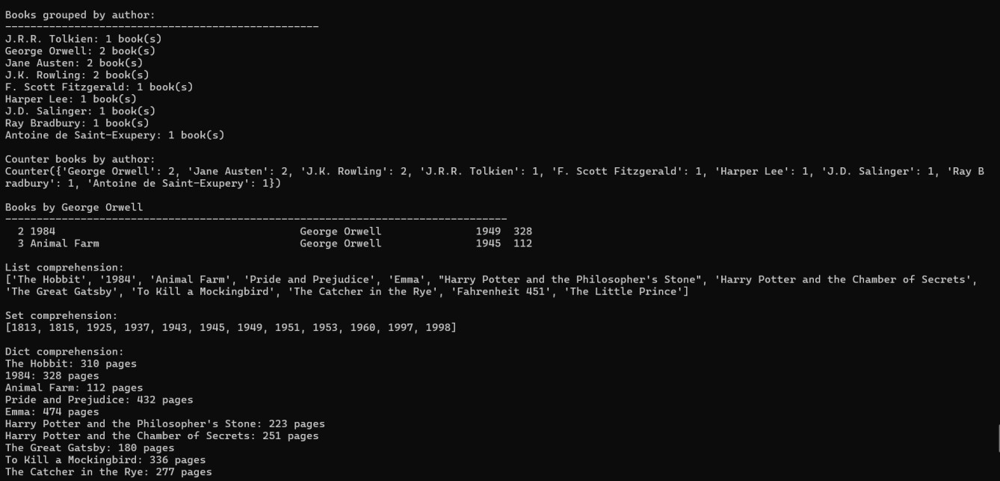 Books grouped by author:
--------------------------------------------------
J.R.R. Tolkien: 1 book(s)
George Orwell: 2 book(s)
Jane Austen: 2 book(s)
J.K. Rowling: 2 book(s)
F. Scott Fitzgerald: 1 book(s)
Harper Lee: 1 book(s)
J.D. Salinger: 1 book(s)
Ray Bradbury: 1 book(s)
Antoine de Saint-Exupery: 1 book(s)

Counter books by author:
Counter({'George Orwell': 2, 'Jane Austen': 2, 'J.K. Rowling': 2, 'J.R.R. Tolkien': 1, 'F. Scott Fitzgerald': 1, 'Harper Lee': 1, 'J.D. Salinger': 1, 'Ray B
radbury': 1, 'Antoine de Saint-Exupery': 1})

Books by George Orwell
--------------------------------------------------------------------------------
  2 1984                                       George Orwell               1949  328
  3 Animal Farm                                George Orwell               1945  112

List comprehension:
['The Hobbit', '1984', 'Animal Farm', 'Pride and Prejudice', 'Emma', "Harry Potter and the Philosopher's Stone", 'Harry Potter and the Chamber of Secrets',
'The Great Gatsby', 'To Kill a Mockingbird', 'The Catcher in the Rye', 'Fahrenheit 451', 'The Little Prince']

Set comprehension:
[1813, 1815, 1925, 1937, 1943, 1945, 1949, 1951, 1953, 1960, 1997, 1998]

Dict comprehension:
The Hobbit: 310 pages
1984: 328 pages
Animal Farm: 112 pages
Pride and Prejudice: 432 pages
Emma: 474 pages
Harry Potter and the Philosopher's Stone: 223 pages
Harry Potter and the Chamber of Secrets: 251 pages
The Great Gatsby: 180 pages
To Kill a Mockingbird: 336 pages
The Catcher in the Rye: 277 pages